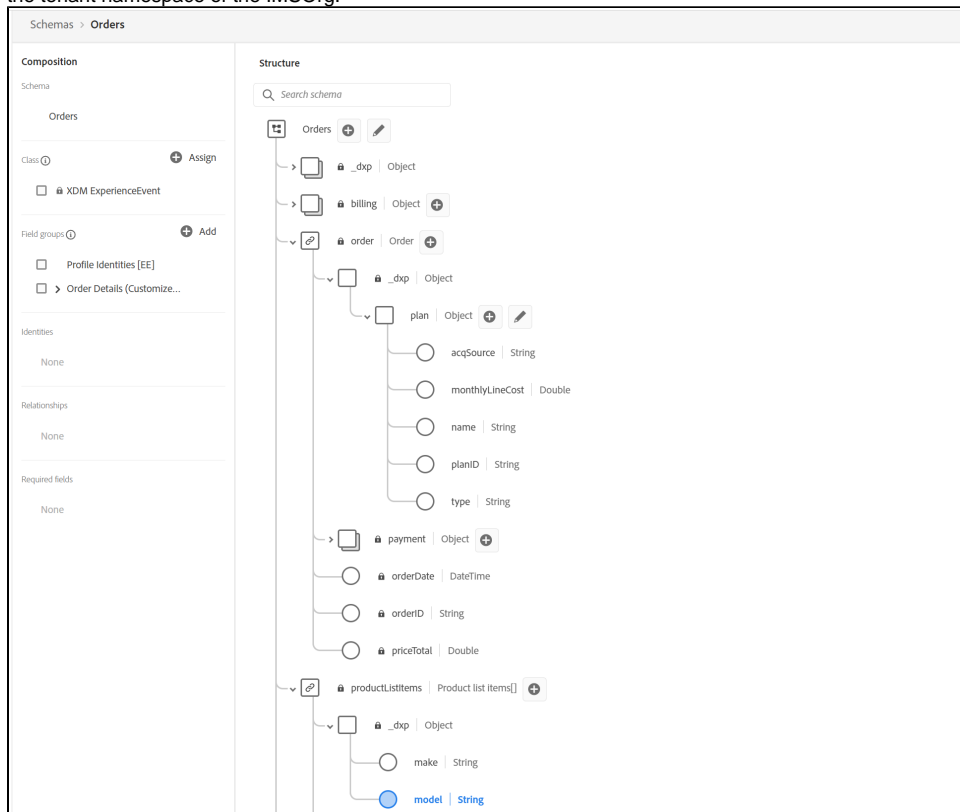 the tenant namespace of the IMSOrg.
Schemas > Orders
Composition
Schema
Orders
Class
Assign
XDM ExperienceEvent
Field groups
Add
Profile Identities [EE]
Order Details (Customize...
Identities
None
Relationships
None
Required fields
None
Structure
Search schema
Orders
_dxp | Object
billing | Object
order | Order
_dxp | Object
plan | Object
acqSource | String
monthlyLineCost | Double
name | String
planID | String
type | String
payment | Object
orderDate | DateTime
orderID | String
priceTotal | Double
productListItems | Product list items[]
_dxp | Object
make | String
model | String